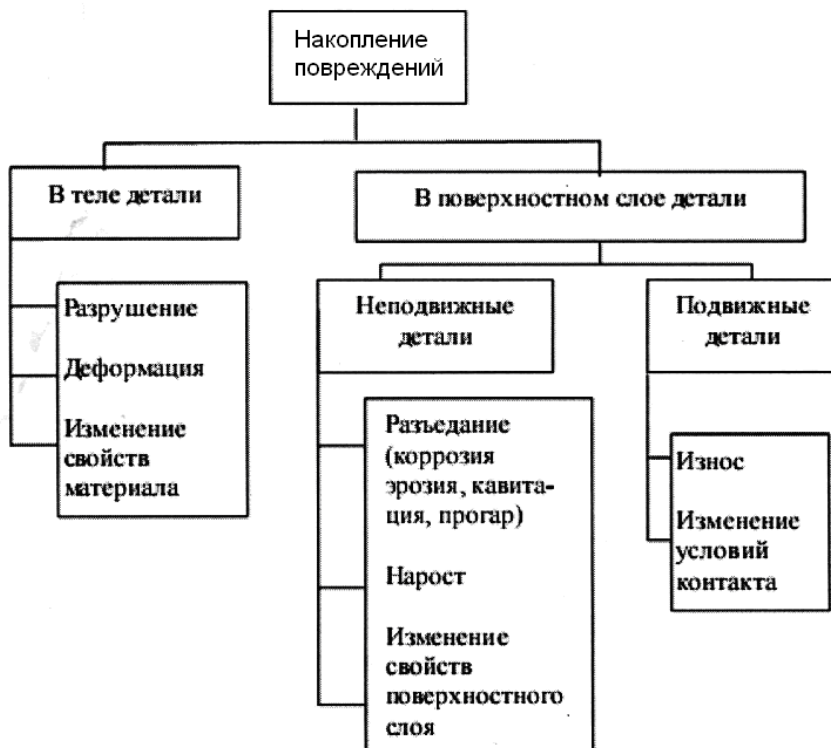 Накопление
повреждений
В теле детали
В поверхностном слое детали
Разрушение
Деформация
Изменение
свойств
материала
Неподвижные
детали
Подвижные
детали
Разъедание
(коррозия
эрозия, кавита-
ция, прогар)
Нарост
Изменение
свойств
поверхностного
слоя
Износ
Изменение
условий
контакта